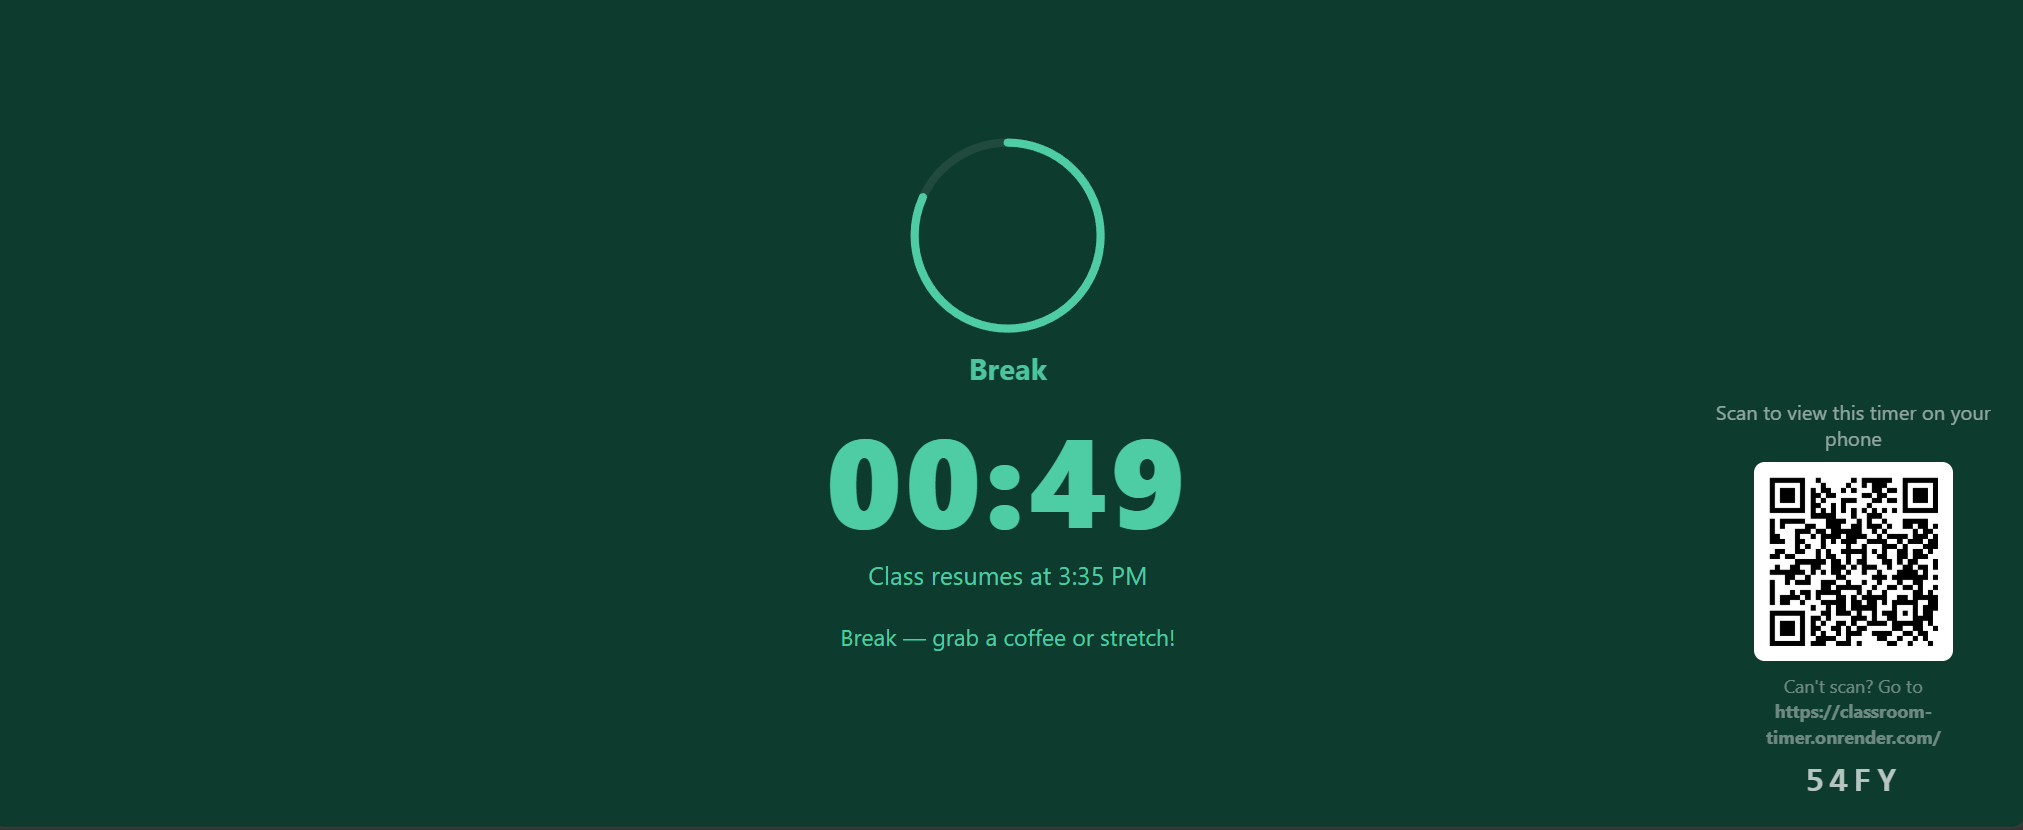 Break
00:49
Class resumes at 3:35 PM
Break — grab a coffee or stretch!
Scan to view this timer on your
phone
Can't scan? Go to
https://classroom-
timer.onrender.com/
54FY